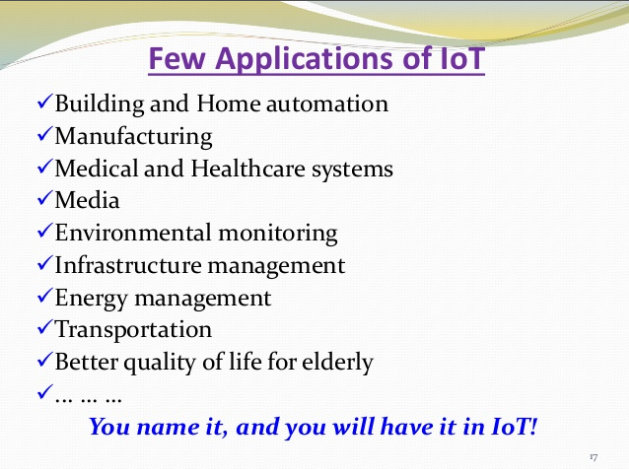 Few Applications of IoT
✓Building and Home automation
✓Manufacturing
✓Medical and Healthcare systems
✓Media
✓Environmental monitoring
✓Infrastructure management
✓Energy management
✓Transportation
✓Better quality of life for elderly
✓... ... ...
You name it, and you will have it in IoT!
17